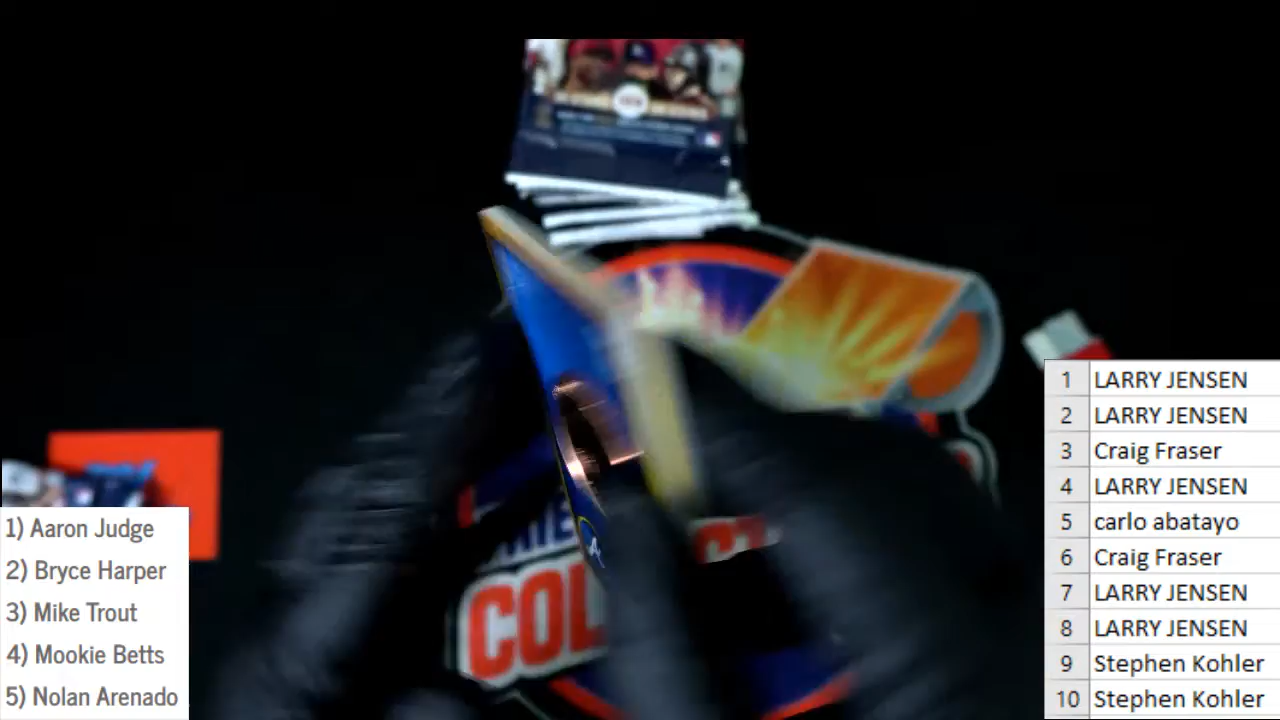 1) Aaron Judge
2) Bryce Harper
3) Mike Trout
4) Mookie Betts
5) Nolan Arenado
COL
1 LARRY JENSEN
2 LARRY JENSEN
3 Craig Fraser
4 LARRY JENSEN
5 carlo abatayo
6 Craig Fraser
7 LARRY JENSEN
8 LARRY JENSEN
9 Stephen Kohler
10 Stephen Kohler